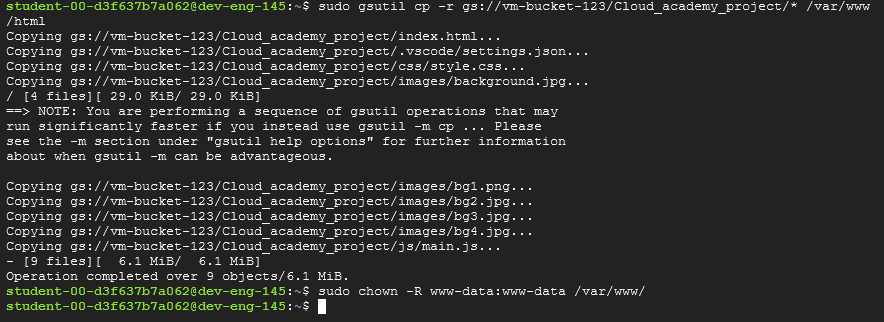 student-00-d3f637b7a062@dev-eng-145:~$ sudo gsutil cp -r gs://vm-bucket-123/Cloud_academy_project/* /var/www
/html
Copying gs://vm-bucket-123/Cloud_academy_project/index.html...
Copying gs://vm-bucket-123/Cloud_academy_project/.vscode/settings.json...
Copying gs://vm-bucket-123/Cloud_academy_project/css/style.css...
Copying gs://vm-bucket-123/Cloud_academy_project/images/background.jpg...
/ [4 files][ 29.0 KiB/ 29.0 KiB]
==> NOTE: You are performing a sequence of gsutil operations that may
run significantly faster if you instead use gsutil -m cp ... Please
see the -m section under "gsutil help options" for further information
about when gsutil -m can be advantageous.
Copying gs://vm-bucket-123/Cloud_academy_project/images/bg1.png...
Copying gs://vm-bucket-123/Cloud_academy_project/images/bg2.jpg...
Copying gs://vm-bucket-123/Cloud_academy_project/images/bg3.jpg...
Copying gs://vm-bucket-123/Cloud_academy_project/images/bg4.jpg...
Copying gs://vm-bucket-123/Cloud_academy_project/js/main.js...
- [9 files][  6.1 MiB/  6.1 MiB]
Operation completed over 9 objects/6.1 MiB.
student-00-d3f637b7a062@dev-eng-145:~$ sudo chown -R www-data:www-data /var/www/
student-00-d3f637b7a062@dev-eng-145:~$